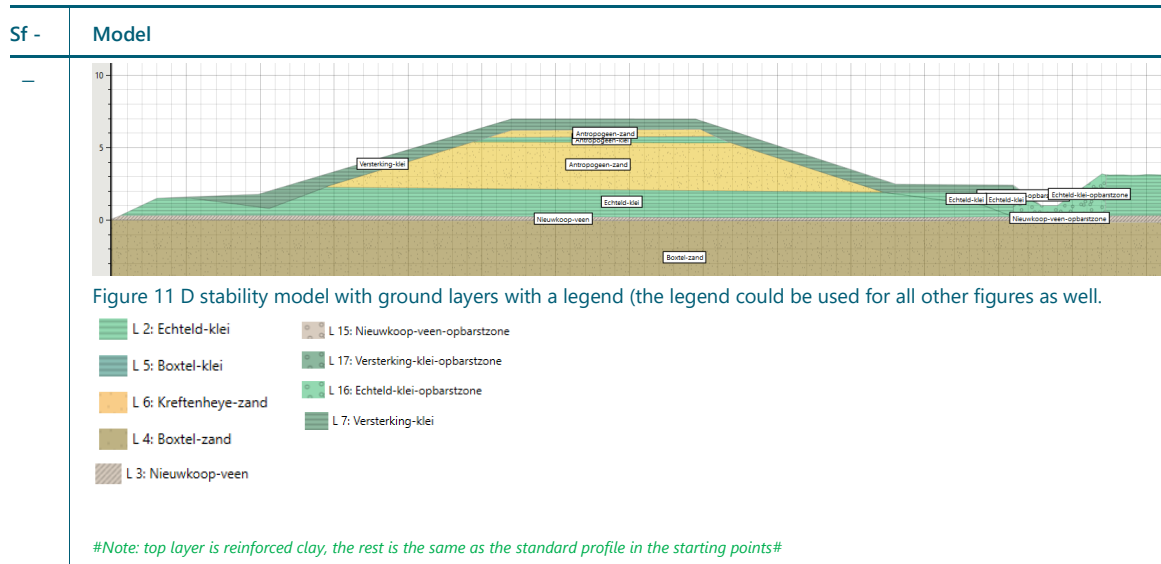 Sf -
Model
–
10
5
0
Antropogeen-zand
Antropogeen-klei
Versterking-klei
Antropogeen-zand
Echteld-klei
Echteld-klei
Echteld-klei
Echteld-klei-opbarstzone
Nieuwkoop-veen
Nieuwkoop-veen-opbarstzone
Boxtel-zand
Figure 11 D stability model with ground layers with a legend (the legend could be used for all other figures as well.
L 2: Echteld-klei
L 5: Boxtel-klei
L 6: Kreftenheye-zand
L 4: Boxtel-zand
L 3: Nieuwkoop-veen
L 15: Nieuwkoop-veen-opbarstzone
L 17: Versterking-klei-opbarstzone
L 16: Echteld-klei-opbarstzone
L 7: Versterking-klei
#Note: top layer is reinforced clay, the rest is the same as the standard profile in the starting points#